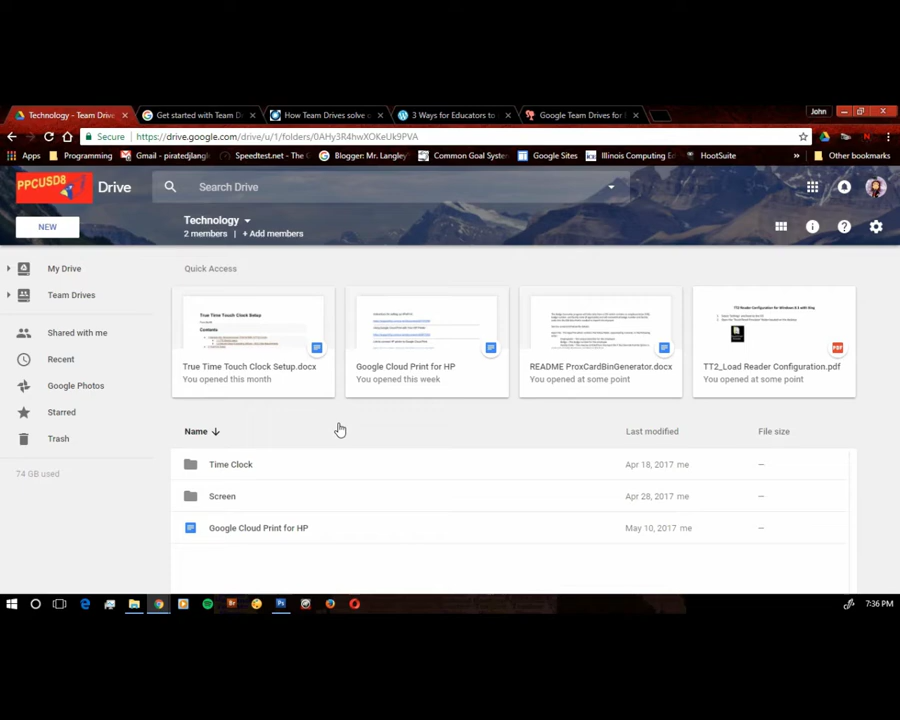 Technology - Team Drive
Get started with Team D
How Team Drives solve
3 Ways for Educators to
Google Team Drives for
John
Secure
https://drive.google.com/drive/u/1/folders/0AHy3R4hwXOKeUk9PVA
Apps
Programming
Gmail - piratedjlangk
Speedtest.net - The G
Blogger: Mr. Langley
Common Goal System
Google Sites
Illinois Computing Ed
HootSuite
»
Other bookmarks
PPCUSD8
Drive
Search Drive
NEW
Technology
2 members | + Add members
My Drive
Team Drives
Shared with me
Recent
Google Photos
Starred
Trash
74 GB used
Quick Access
True Time Touch Clock Setup
Contents
TT2 Reader Configuration for Windows 8.1 with Ding
True Time Touch Clock Setup.docx
You opened this month
Google Cloud Print for HP
You opened this week
README ProxCardBinGenerator.docx
You opened at some point
PDF
TT2_Load Reader Configuration.pdf
You opened at some point
Name
Last modified
File size
Time Clock
Apr 18, 2017 me
—
Screen
Apr 28, 2017 me
—
Google Cloud Print for HP
May 10, 2017 me
—
Br
Ps
7:36 PM